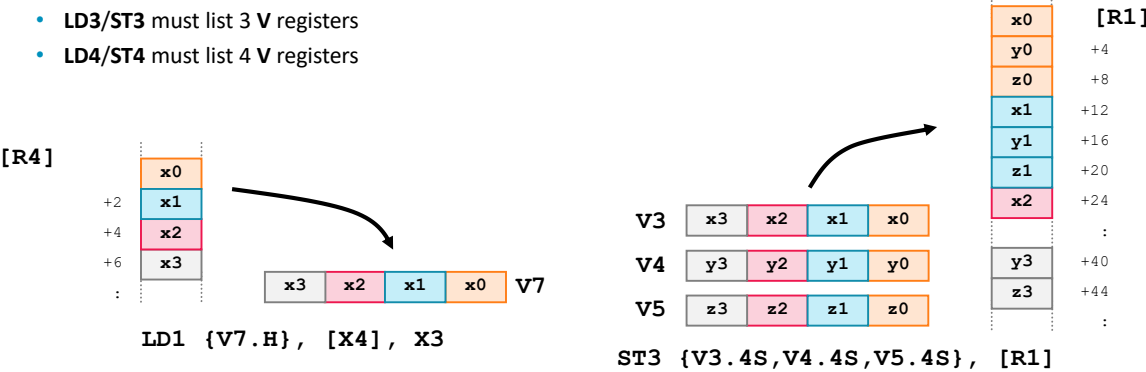 • LD3/ST3 must list 3 V registers
• LD4/ST4 must list 4 V registers
[R4]
x0
+2 x1
+4 x2
+6 x3
:
x3 x2 x1 x0 V7
LD1 {V7.H}, [X4], X3
x0 [R1]
y0 +4
z0 +8
x1 +12
y1 +16
z1 +20
x2 +24
:
y3 +40
z3 +44
:
V3 x3 x2 x1 x0
V4 y3 y2 y1 y0
V5 z3 z2 z1 z0
ST3 {V3.4S,V4.4S,V5.4S}, [R1]